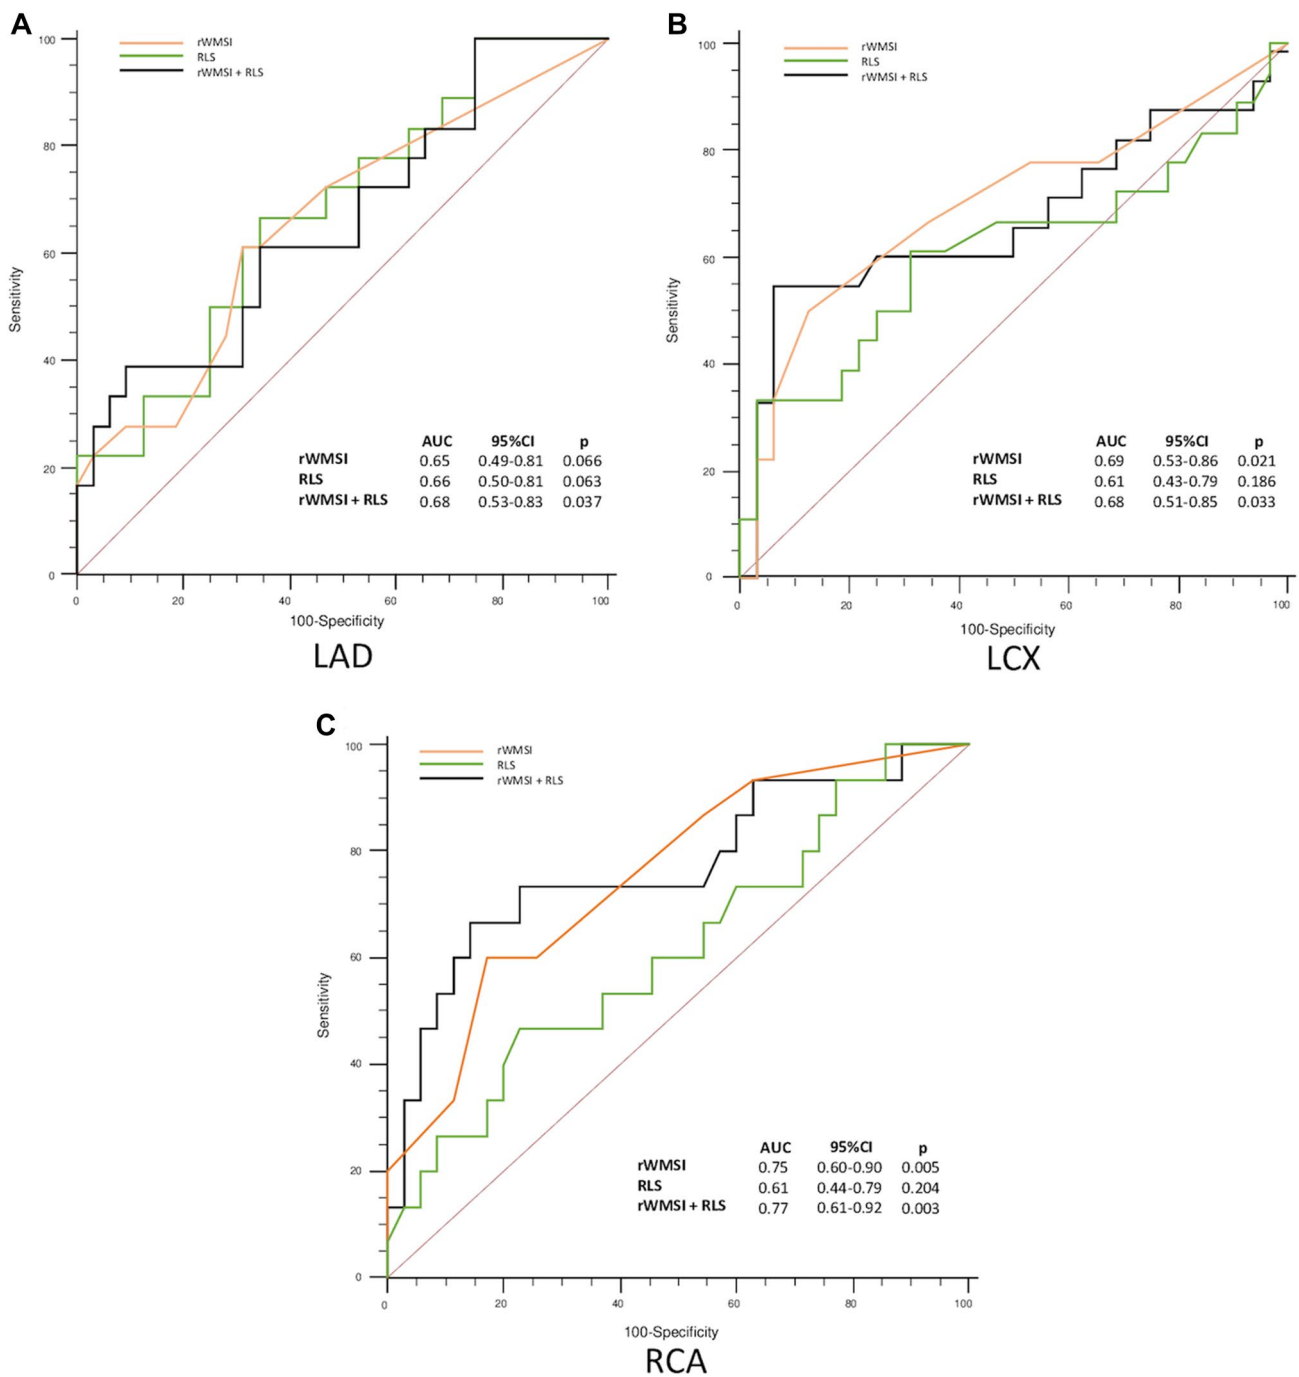 A
rWMSI
RLS
rWMSI + RLS
100
80
60
40
20
0
Sensitivity
AUC 95%CI p
rWMSI 0.65 0.49-0.81 0.066
RLS 0.66 0.50-0.81 0.063
rWMSI + RLS 0.68 0.53-0.83 0.037
0 20 40 60 80 100
100-Specificity
LAD
B
rWMSI
RLS
rWMSI + RLS
100
80
60
40
20
0
Sensitivity
AUC 95%CI p
rWMSI 0.69 0.53-0.86 0.021
RLS 0.61 0.43-0.79 0.186
rWMSI + RLS 0.68 0.51-0.85 0.033
0 20 40 60 80 100
100-Specificity
LCX
C
rWMSI
RLS
rWMSI + RLS
100
80
60
40
20
0
Sensitivity
AUC 95%CI p
rWMSI 0.75 0.60-0.90 0.005
RLS 0.61 0.44-0.79 0.204
rWMSI + RLS 0.77 0.61-0.92 0.003
0 20 40 60 80 100
100-Specificity
RCA